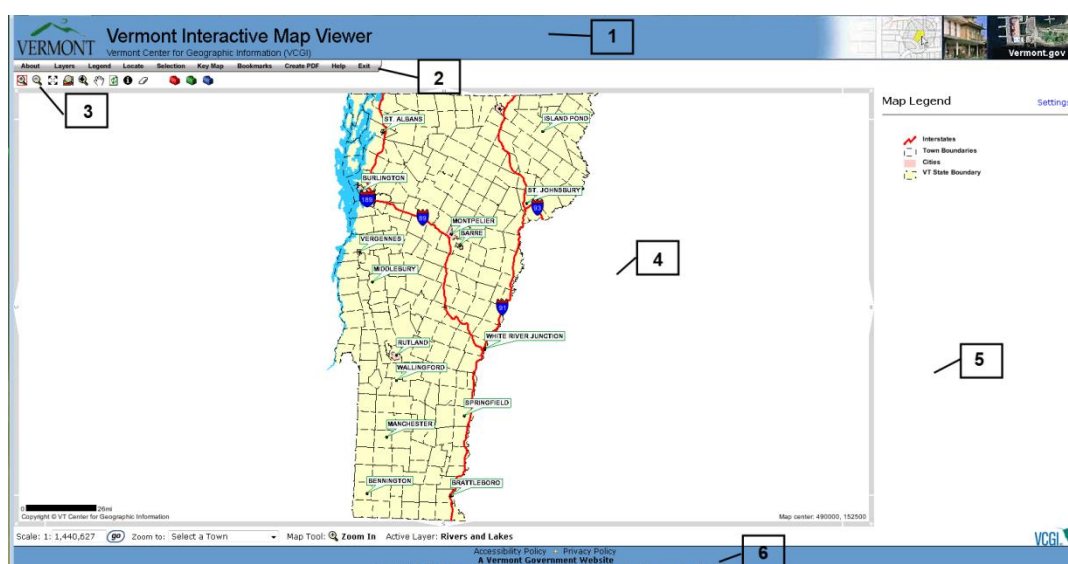 VERMONT
Vermont Interactive Map Viewer
Vermont Center for Geographic Information (VCGI)
1
Vermont.gov
About Layers Legend Locate Selection Key Map Bookmarks Create PDF Help Exit
2
3
Map Legend
Settings
Interstates
Town Boundaries
Cities
VT State Boundary
ST. ALBANS
ISLAND POND
BURLINGTON
189
ST. JOHNSBURY
93
89
MONTPELIER
BARRE
VERGENNES
4
MIDDLEBURY
91
WHITE RIVER JUNCTION
RUTLAND
5
WALLINGFORD
SPRINGFIELD
MANCHESTER
BENNINGTON
BRATTLEBORO
0 26mi
Copyright © VT Center for Geographic Information
Map center: 490000, 152500
Scale: 1: 1,440,627 go Zoom to: Select a Town Map Tool: Zoom In Active Layer: Rivers and Lakes
VCGI
Accessibility Policy · Privacy Policy
A Vermont Government Website
6